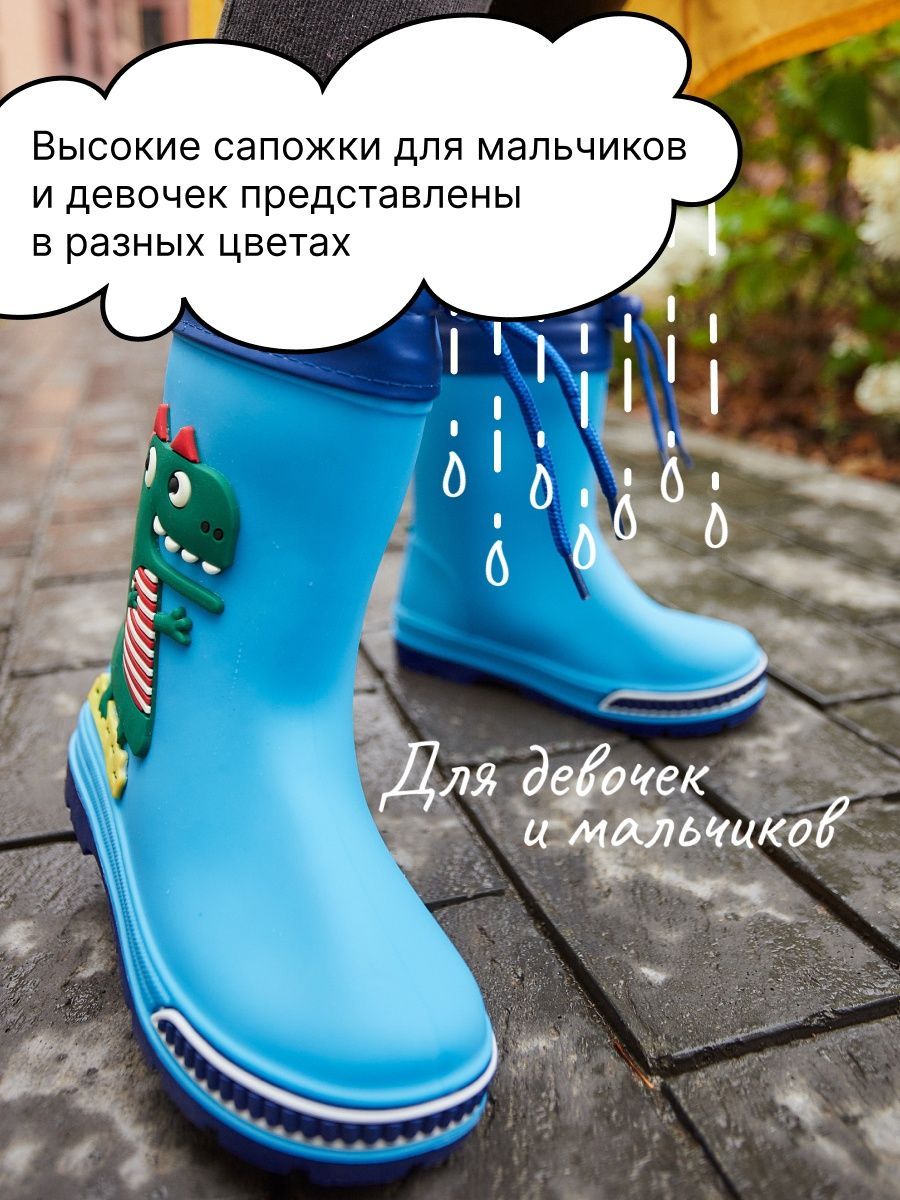 Высокие сапожки для мальчиков
и девочек представлены
в разных цветах
Для девочек
и мальчиков